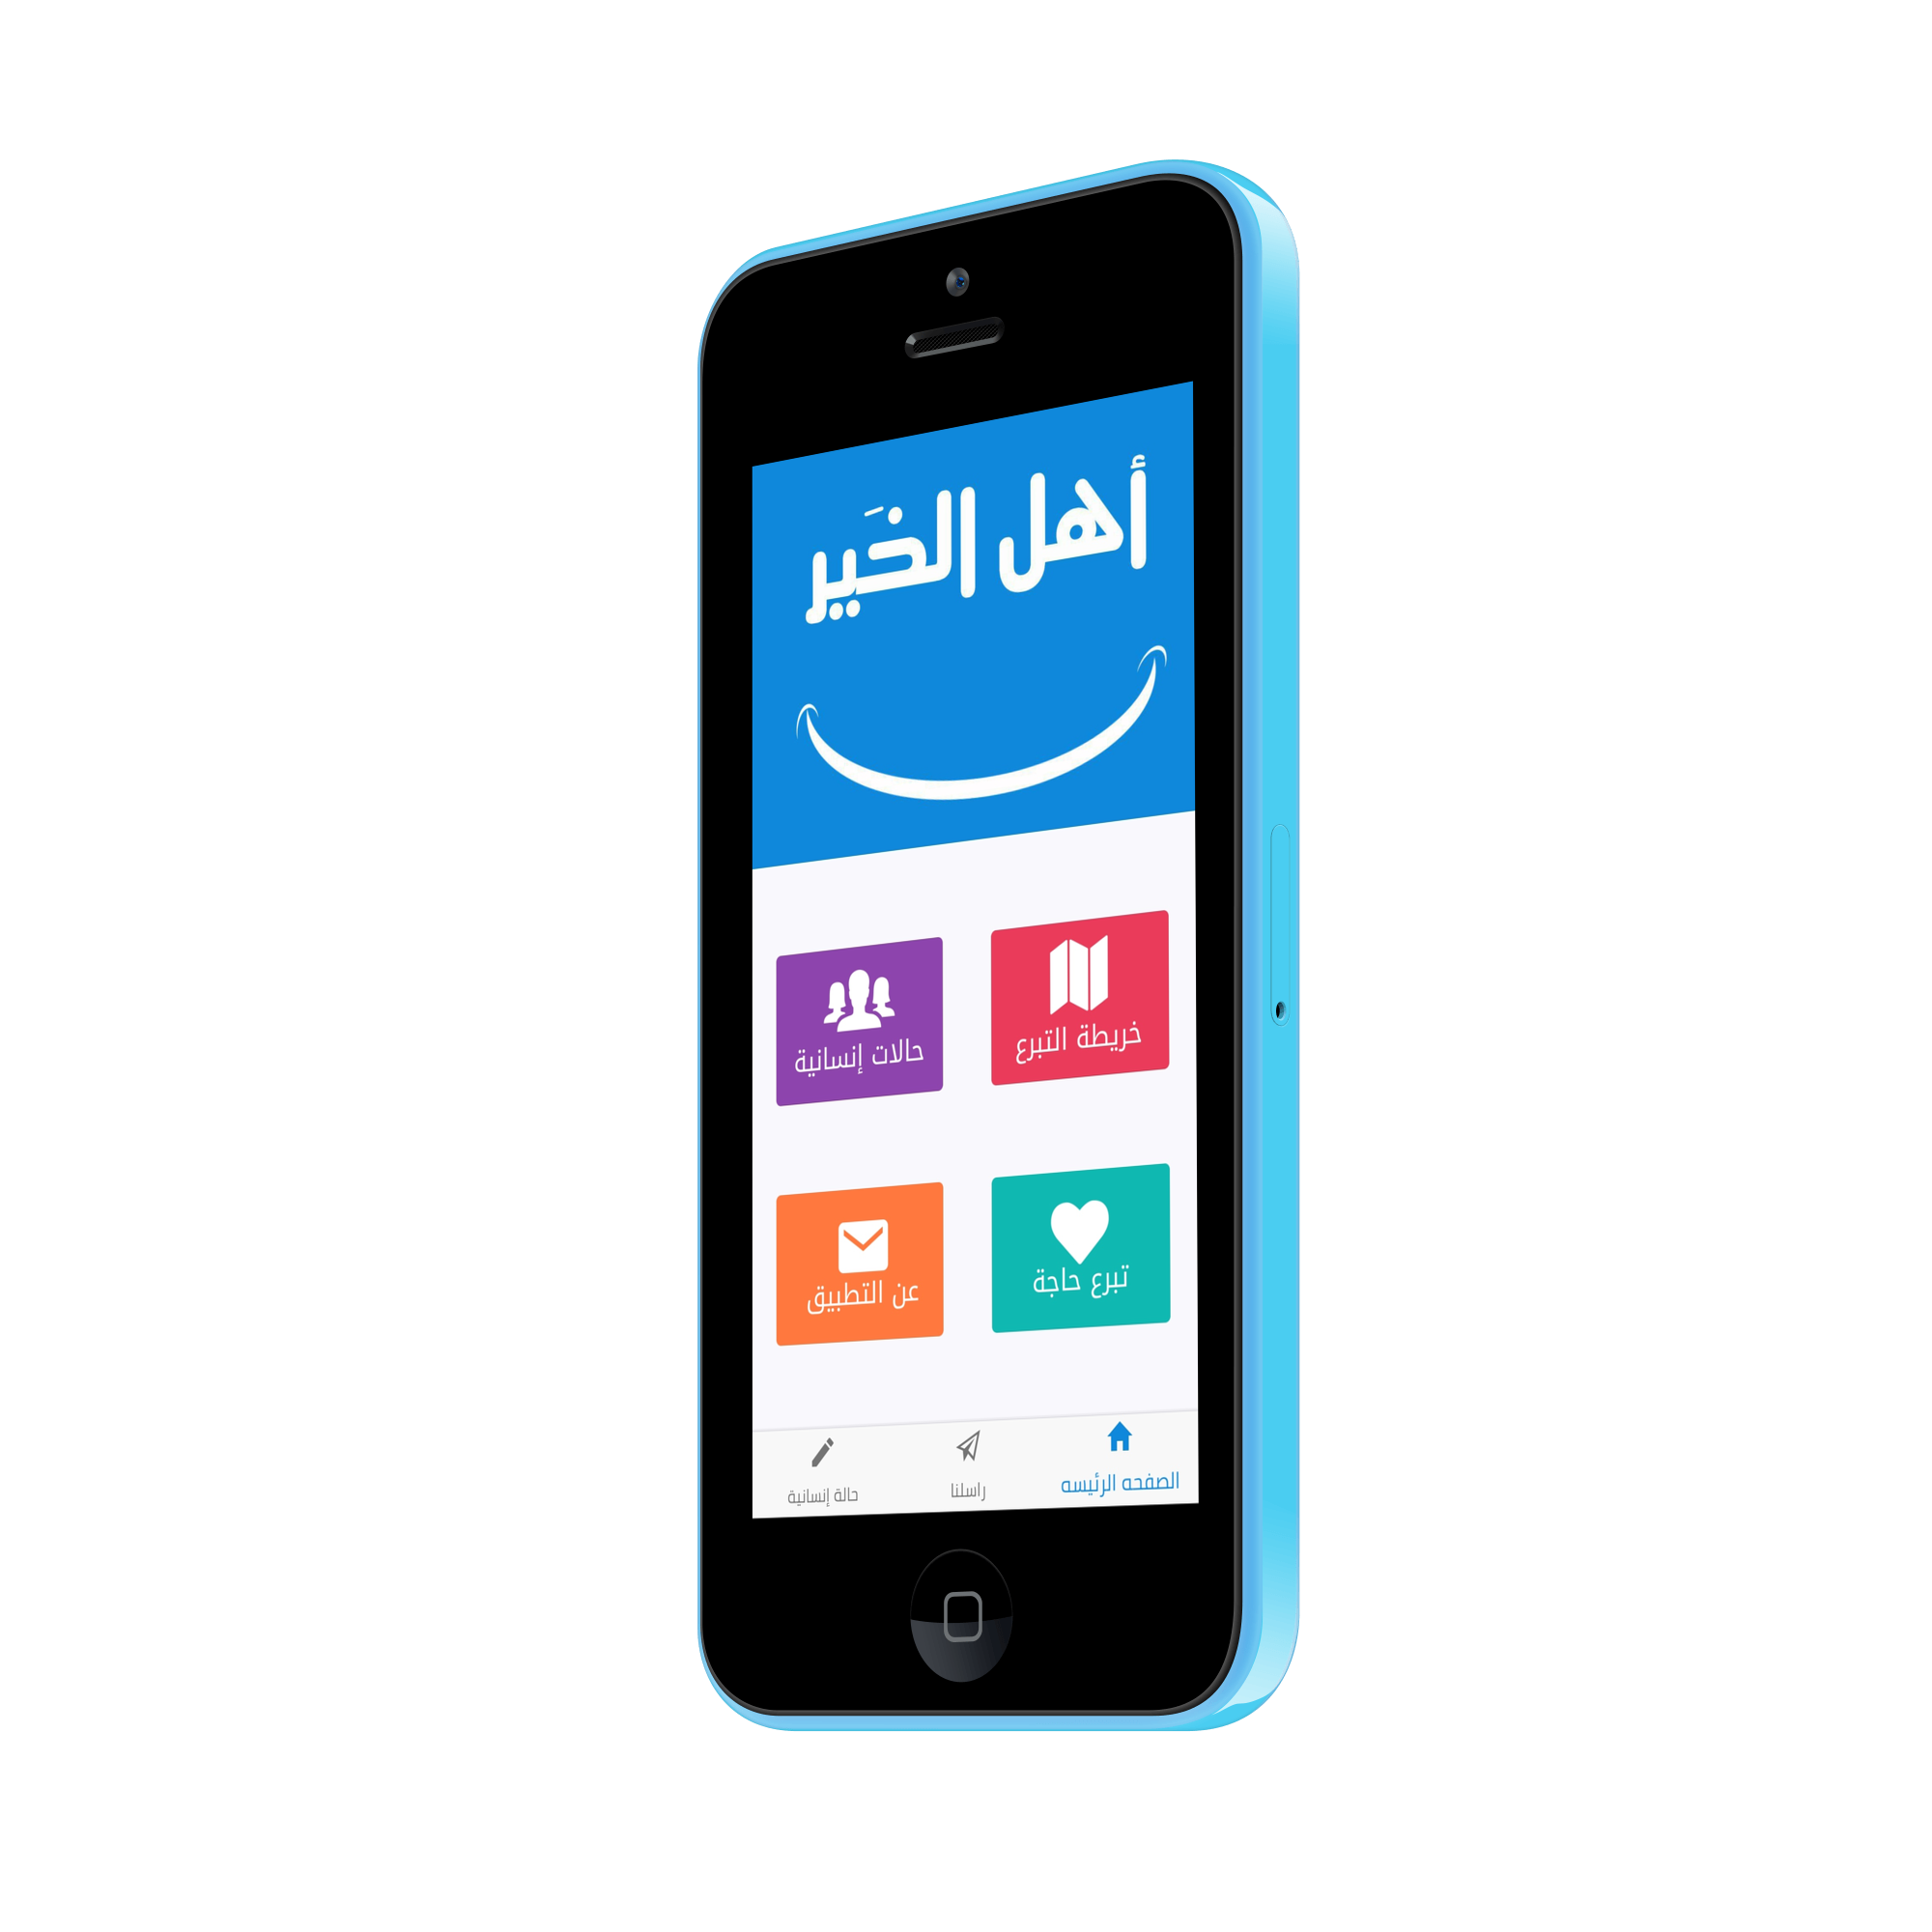 أهل الخَير
خريطة التبرع
حالات إنسانية
تبرع حاجة
عن التطبيق
الصفحه الرئيسه
راسلنا
حالة إنسانية